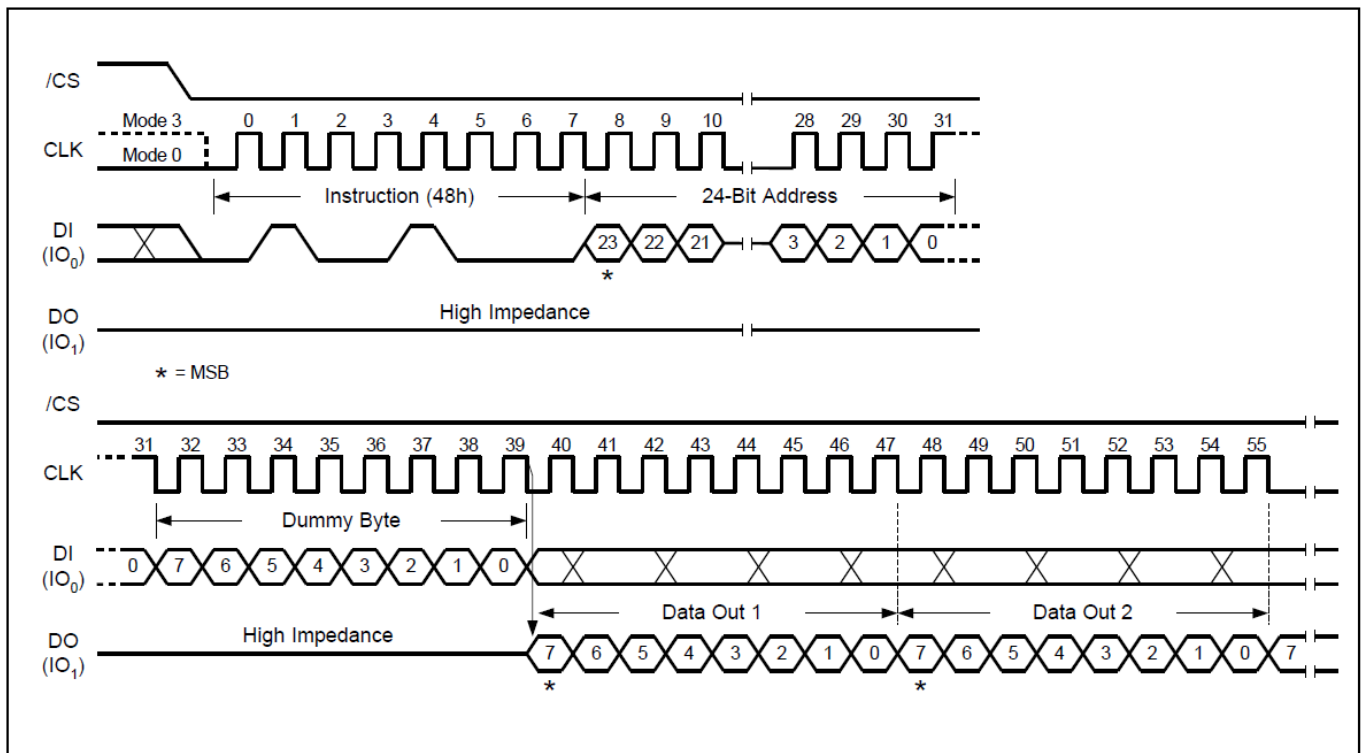 /CS
Mode 3
0 1 2 3 4 5 6 7 8 9 10 28 29 30 31
CLK
Mode 0
Instruction (48h) 24-Bit Address
DI
(IO0)
23 22 21 3 2 1 0
*
High Impedance
DO
(IO1)
* = MSB
/CS
31 32 33 34 35 36 37 38 39 40 41 42 43 44 45 46 47 48 49 50 51 52 53 54 55
CLK
Dummy Byte
DI
(IO0)
0 7 6 5 4 3 2 1 0
Data Out 1 Data Out 2
High Impedance
DO
(IO1)
7 6 5 4 3 2 1 0 7 6 5 4 3 2 1 0 7
* *